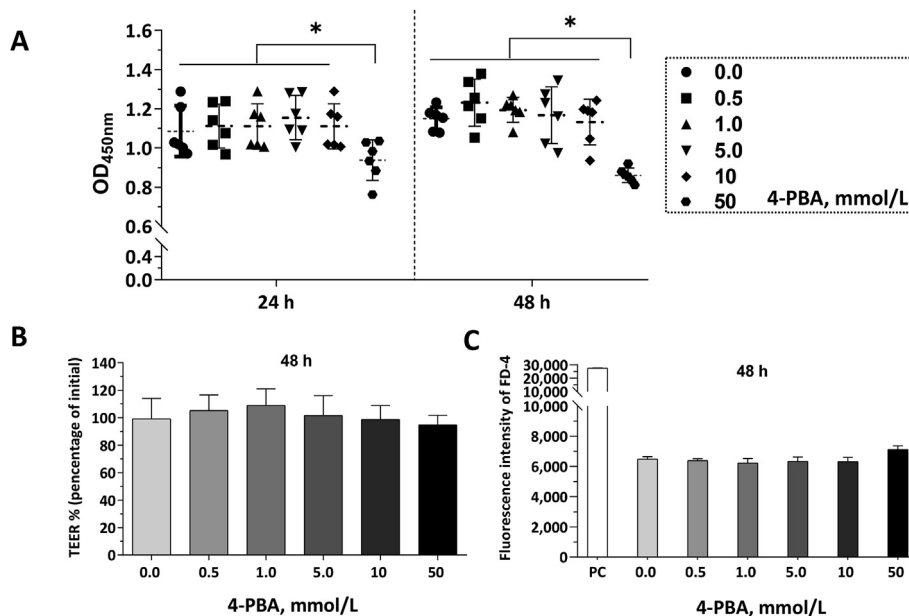 A
1.6
1.4
1.2
1.0
0.8
0.6
0.4
0.2
0.0
OD450nm
*
*
24 h
48 h
0.0
0.5
1.0
5.0
10
50
4-PBA, mmol/L
B
48 h
140
120
100
80
60
40
20
0
TEER % (pencentage of initial)
0.0 0.5 1.0 5.0 10 50
4-PBA, mmol/L
C
48 h
30,000
20,000
10,000
10,000
8,000
6,000
4,000
2,000
0
Fluorescence intensity of FD-4
PC 0.0 0.5 1.0 5.0 10 50
4-PBA, mmol/L